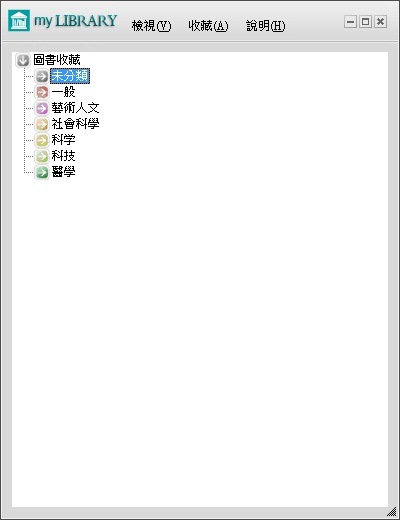 my LIBRARY 檢視(V) 收藏(A) 說明(H)
圖書收藏
未分類
一般
藝術人文
社會科學
科学
科技
醫學